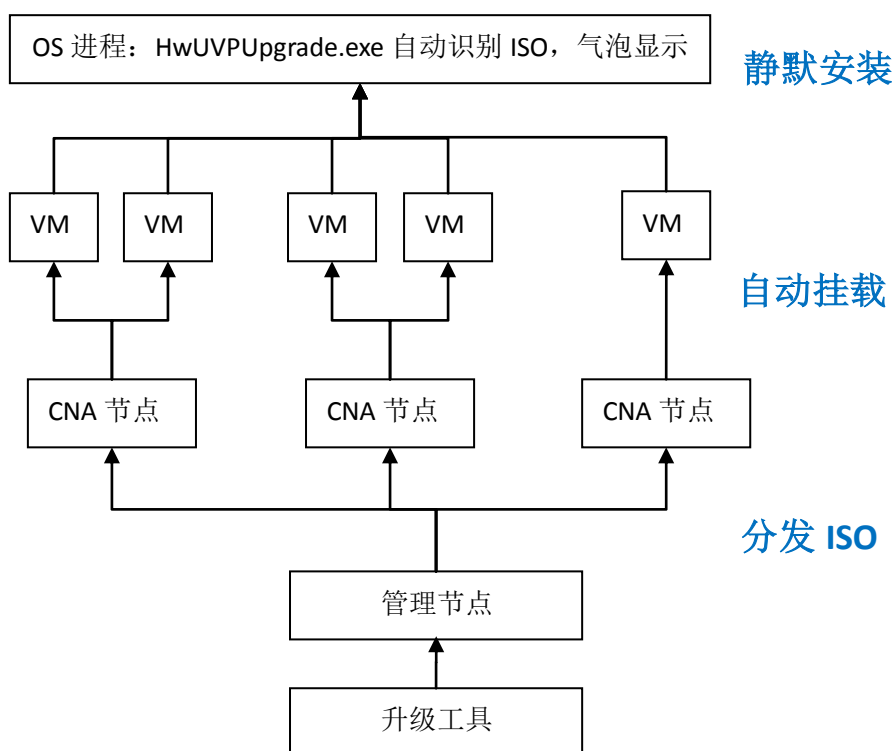 OS 进程：HwUVPUpgrade.exe 自动识别 ISO，气泡显示
静默安装
VM VM VM VM VM
自动挂载
CNA 节点 CNA 节点 CNA 节点
分发 ISO
管理节点
升级工具